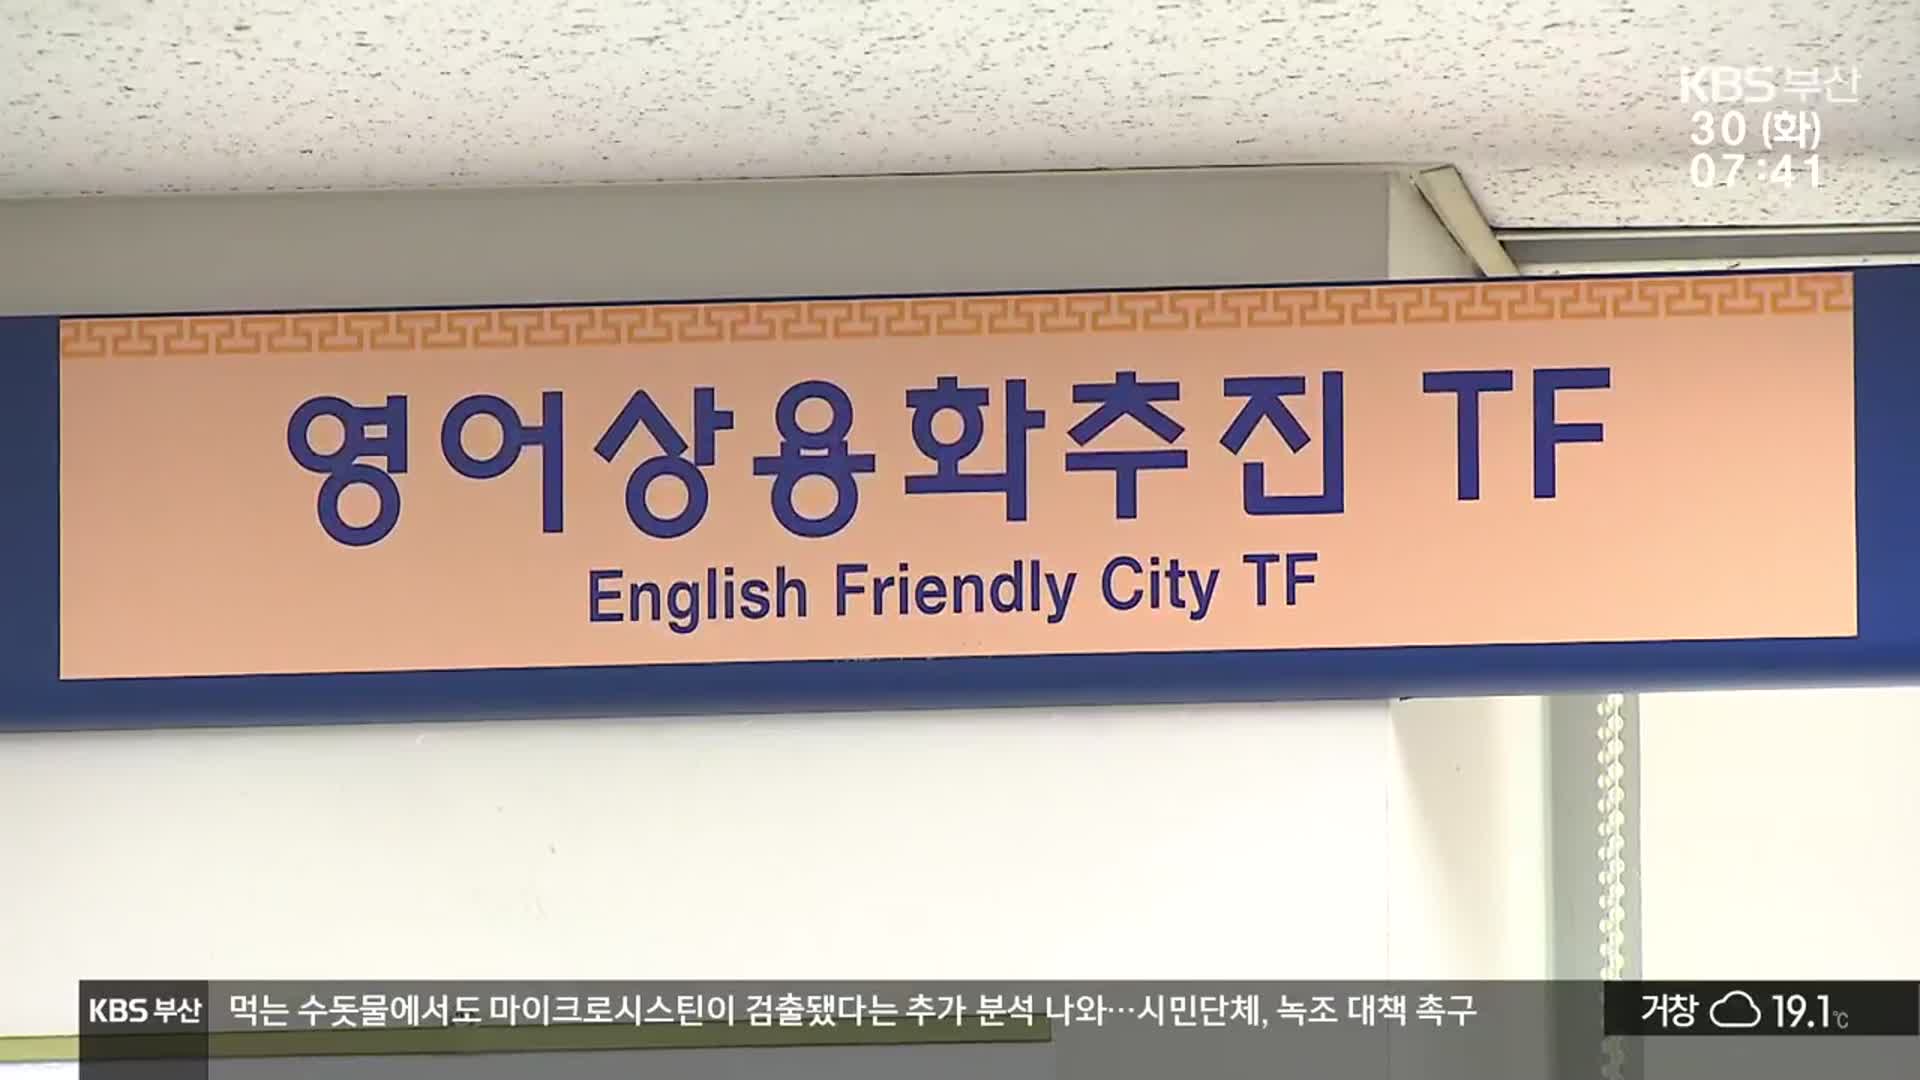 KBS 부산
30 (화)
07:41
영어상용화추진 TF
English Friendly City TF
KBS 부산 먹는 수돗물에서도 마이크로시스틴이 검출됐다는 추가 분석 나와…시민단체, 녹조 대책 촉구
거창 19.1℃